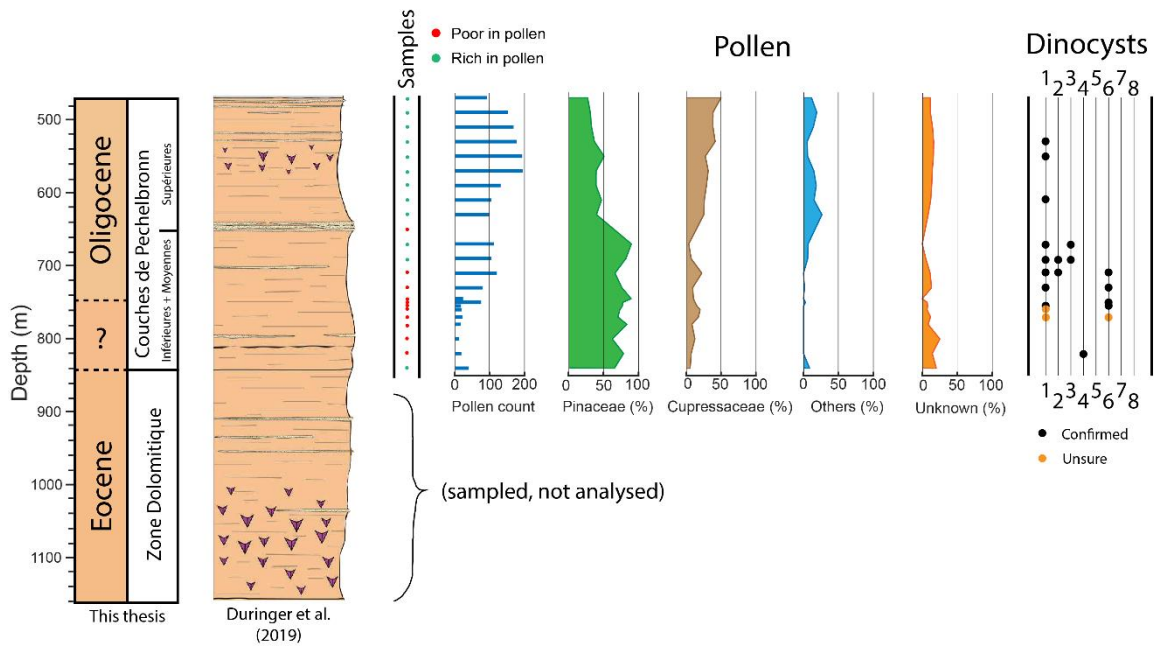 Samples
Poor in pollen
Rich in pollen
Pollen
Dinocysts
1 2 3 4 5 6 7 8
Depth (m)
500
600
700
800
900
1000
1100
Oligocene
?
Eocene
Couches de Pechelbronn
Supérieures
Inférieures + Moyennes
Zone Dolomitique
This thesis
Duringer et al.
(2019)
0 100 200
Pollen count
0 50 100
Pinaceae (%)
0 50 100
Cupressaceae (%)
0 50 100
Others (%)
0 50 100
Unknown (%)
1 2 3 4 5 6 7 8
Confirmed
Unsure
(sampled, not analysed)